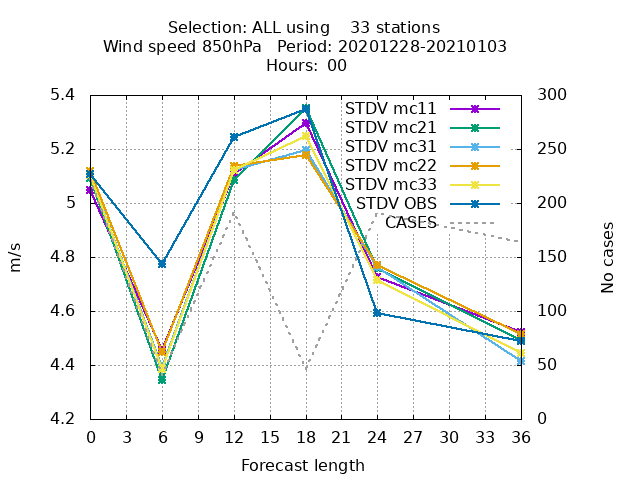 Selection: ALL using    33 stations
Wind speed 850hPa   Period: 20201228-20210103
Hours: 00
5.4
5.2
5
4.8
4.6
4.4
4.2
300
250
200
150
100
50
0
STDV mc11
STDV mc21
STDV mc31
STDV mc22
STDV mc33
STDV OBS
CASES
m/s
No cases
0 3 6 9 12 15 18 21 24 27 30 33 36
Forecast length